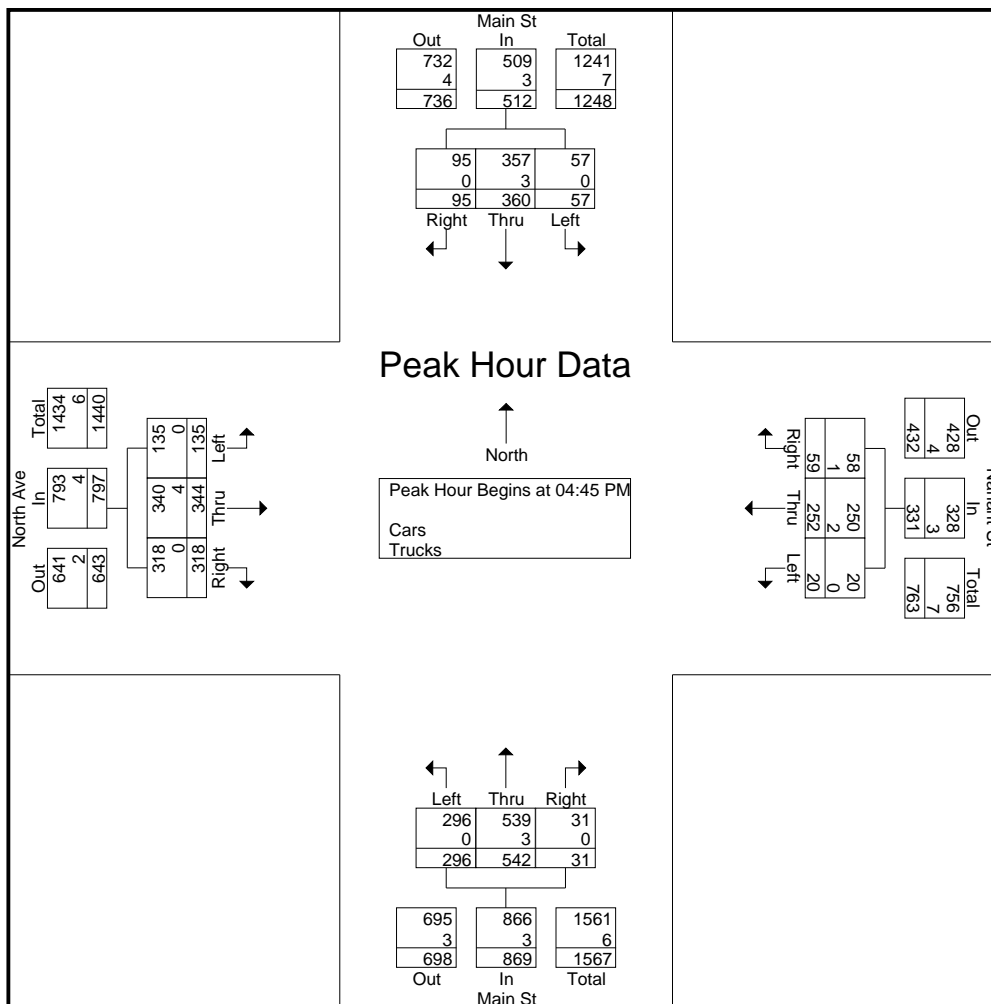 Main St
Out In Total
732 509 1241
4 3 7
736 512 1248
95 357 57
0 3 0
95 360 57
Right Thru Left
Peak Hour Data
North
Peak Hour Begins at 04:45 PM
Cars
Trucks
North Ave
Out In Total
641 793 1434
2 4 6
643 797 1440
318 340 135
0 4 0
318 344 135
Right Thru Left
Out In Total
428 328 756
4 3 7
432 331 763
58 250 20
1 2 0
59 252 20
Right Thru Left
Left Thru Right
296 539 31
0 3 0
296 542 31
695 866 1561
3 3 6
698 869 1567
Out In Total
Main St